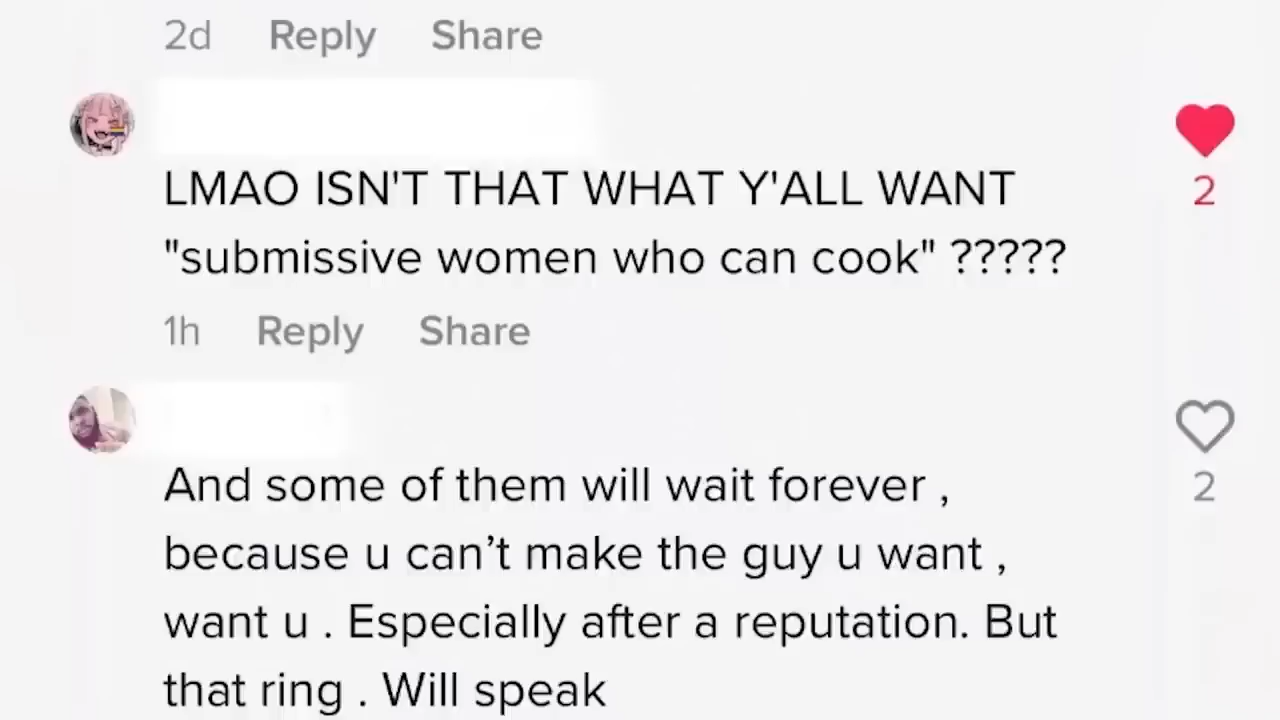 2d Reply Share
LMAO ISN'T THAT WHAT Y'ALL WANT
"submissive women who can cook" ?????
2
1h Reply Share
And some of them will wait forever ,
because u can’t make the guy u want ,
want u . Especially after a reputation. But
that ring . Will speak
2